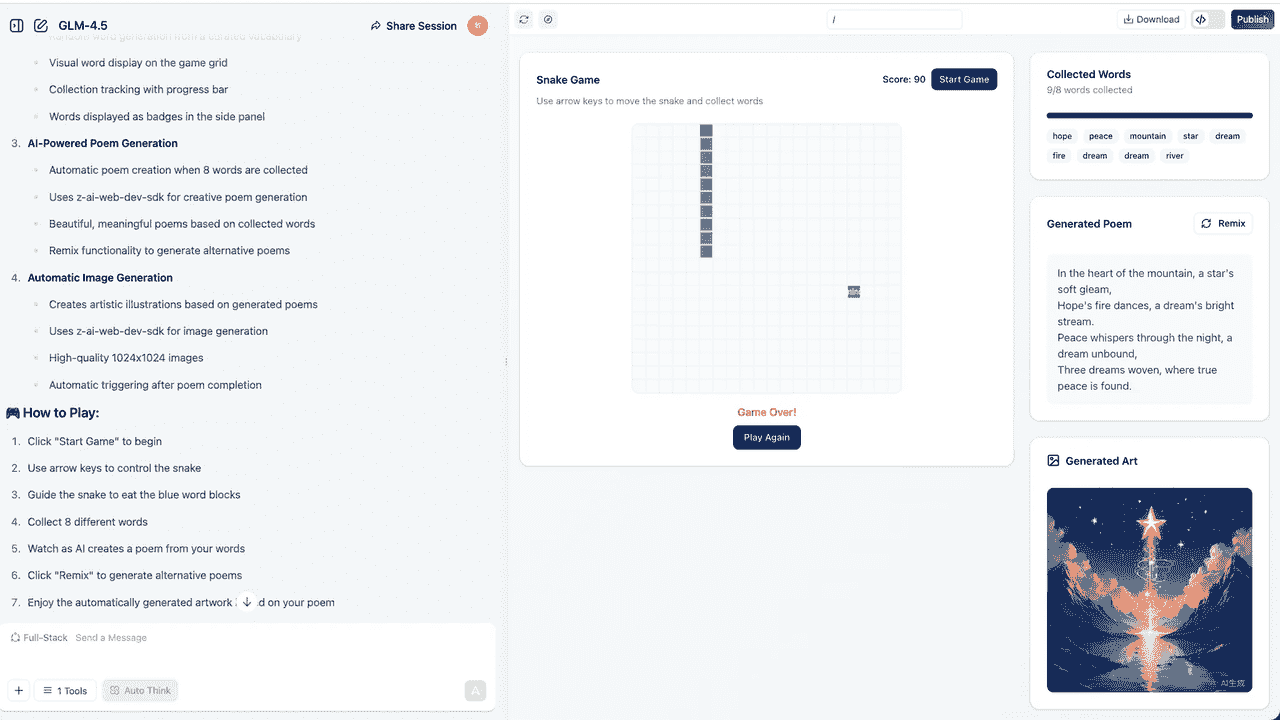 GLM-4.5
Share Session
Random word generation from a curated vocabulary
Visual word display on the game grid
Collection tracking with progress bar
Words displayed as badges in the side panel
3. AI-Powered Poem Generation
Automatic poem creation when 8 words are collected
Uses z-ai-web-dev-sdk for creative poem generation
Beautiful, meaningful poems based on collected words
Remix functionality to generate alternative poems
4. Automatic Image Generation
Creates artistic illustrations based on generated poems
Uses z-ai-web-dev-sdk for image generation
High-quality 1024x1024 images
Automatic triggering after poem completion
🎮 How to Play:
1. Click "Start Game" to begin
2. Use arrow keys to control the snake
3. Guide the snake to eat the blue word blocks
4. Collect 8 different words
5. Watch as AI creates a poem from your words
6. Click "Remix" to generate alternative poems
7. Enjoy the automatically generated artwork d on your poem
Full-Stack Send a Message
1 Tools
Auto Think
/
Download
Publish
Snake Game
Score: 90
Start Game
Use arrow keys to move the snake and collect words
Game Over!
Play Again
Collected Words
9/8 words collected
hope peace mountain star dream
fire dream dream river
Generated Poem
Remix
In the heart of the mountain, a star's
soft gleam,
Hope's fire dances, a dream's bright
stream.
Peace whispers through the night, a
dream unbound,
Three dreams woven, where true
peace is found.
Generated Art
AI生成